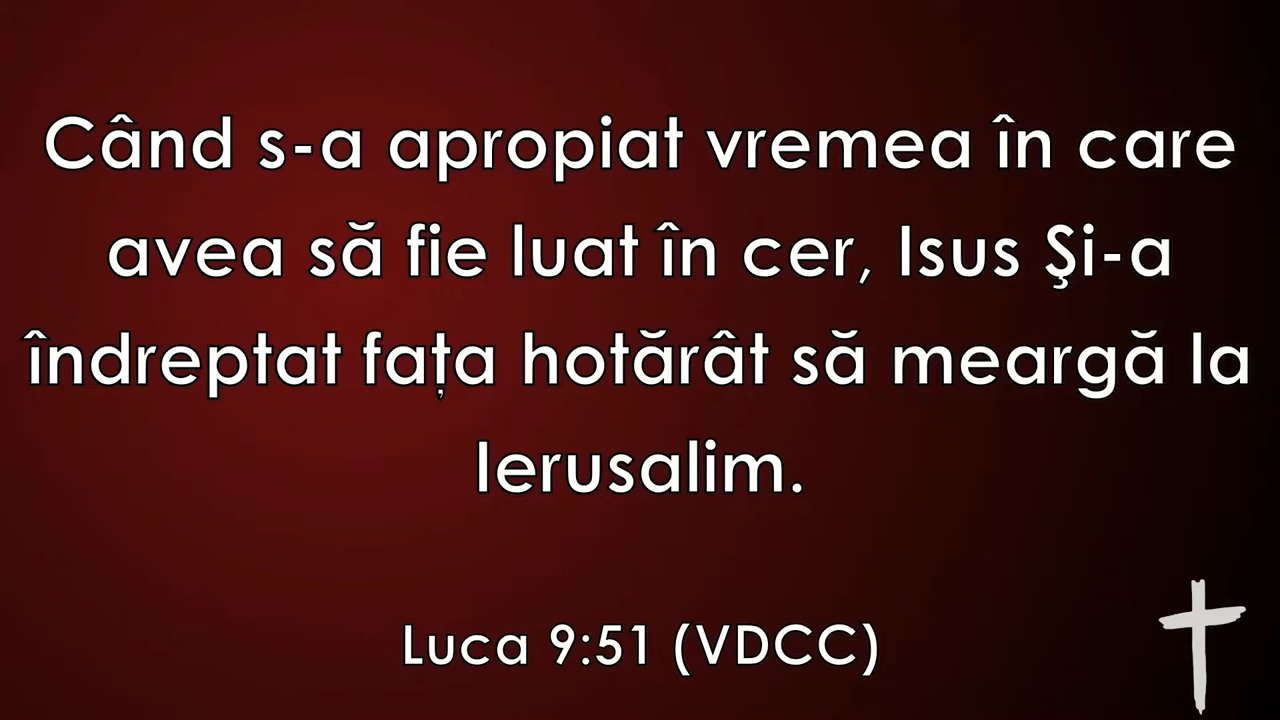 Când s-a apropiat vremea în care
avea să fie luat în cer, Isus Şi-a
îndreptat fața hotărât să meargă la
Ierusalim.
Luca 9:51 (VDCC)